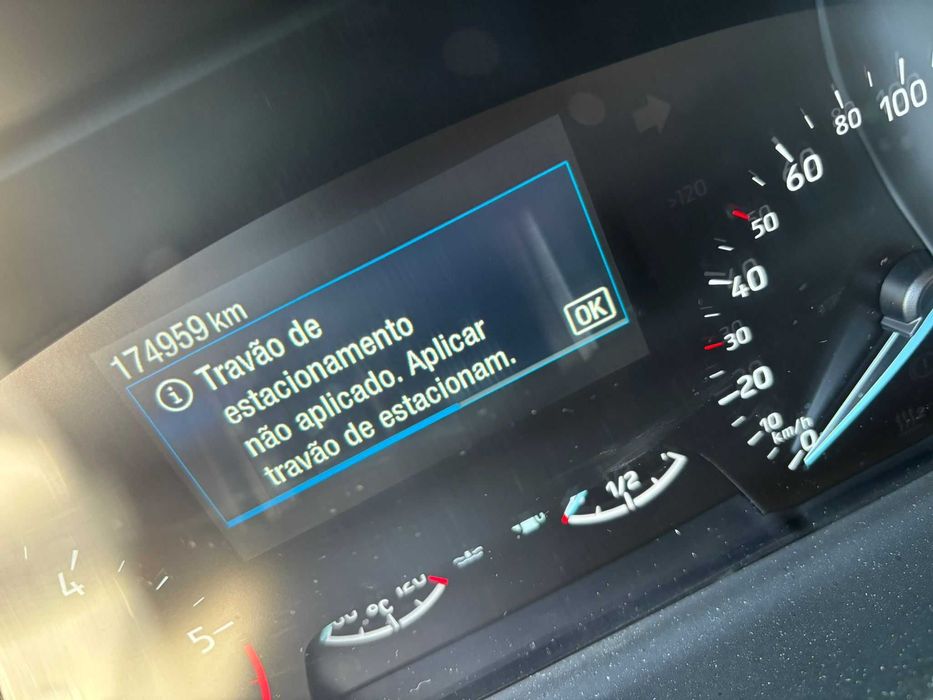 174959 km
Travão de
estacionamento
não aplicado. Aplicar
travão de estacionam.
OK
>120
100
80
60
50
40
30
20
10
km/h
0
1/2
°C
4
5